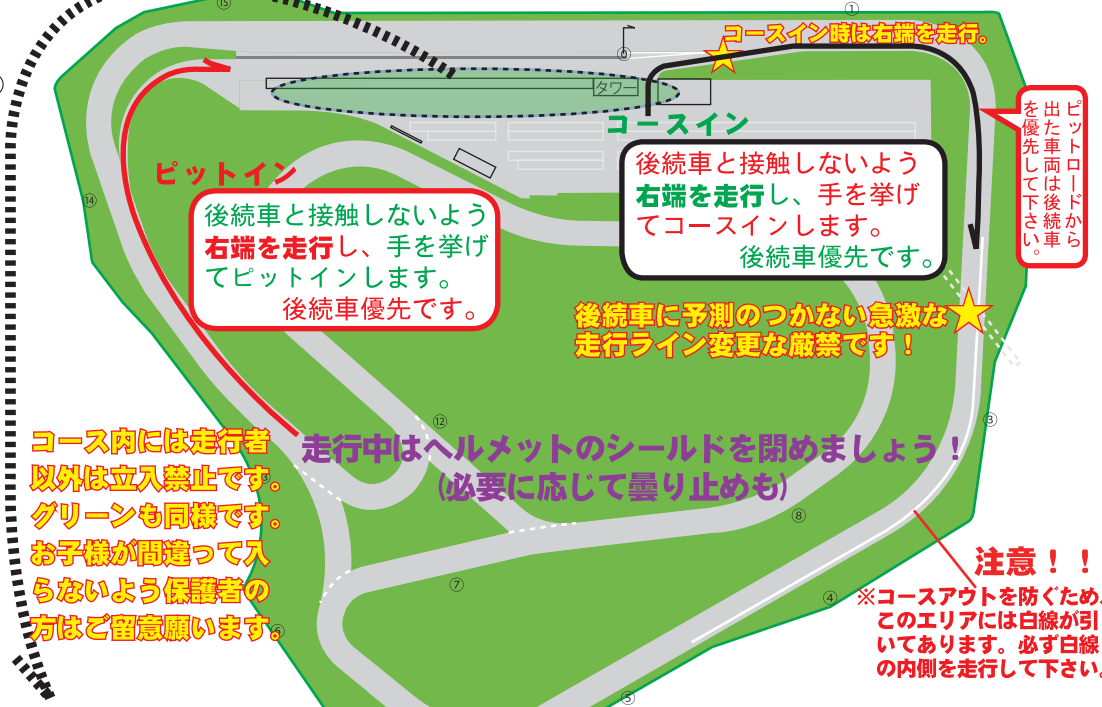 ⑮
①
コースイン時は右端を走行。
⓪
タワー
コースイン
ピットロードから
出た車両は後続車
を優先して下さい。
後続車と接触しないよう
右端を走行し、手を挙げ
てコースインします。
後続車優先です。
ピットイン
⑭
後続車と接触しないよう
右端を走行し、手を挙げ
てピットインします。
後続車優先です。
後続車に予測のつかない急激な
走行ライン変更な厳禁です！
③
⑫
コース内には走行者
以外は立入禁止です。
グリーンも同様です。
お子様が間違って入
らないよう保護者の
方はご留意願います。
走行中はヘルメットのシールドを閉めましょう！
(必要に応じて曇り止めも)
⑧
⑦
注意！！
※コースアウトを防ぐため、
このエリアには白線が引
いてあります。必ず白線
の内側を走行して下さい。
④
⑥
⑤